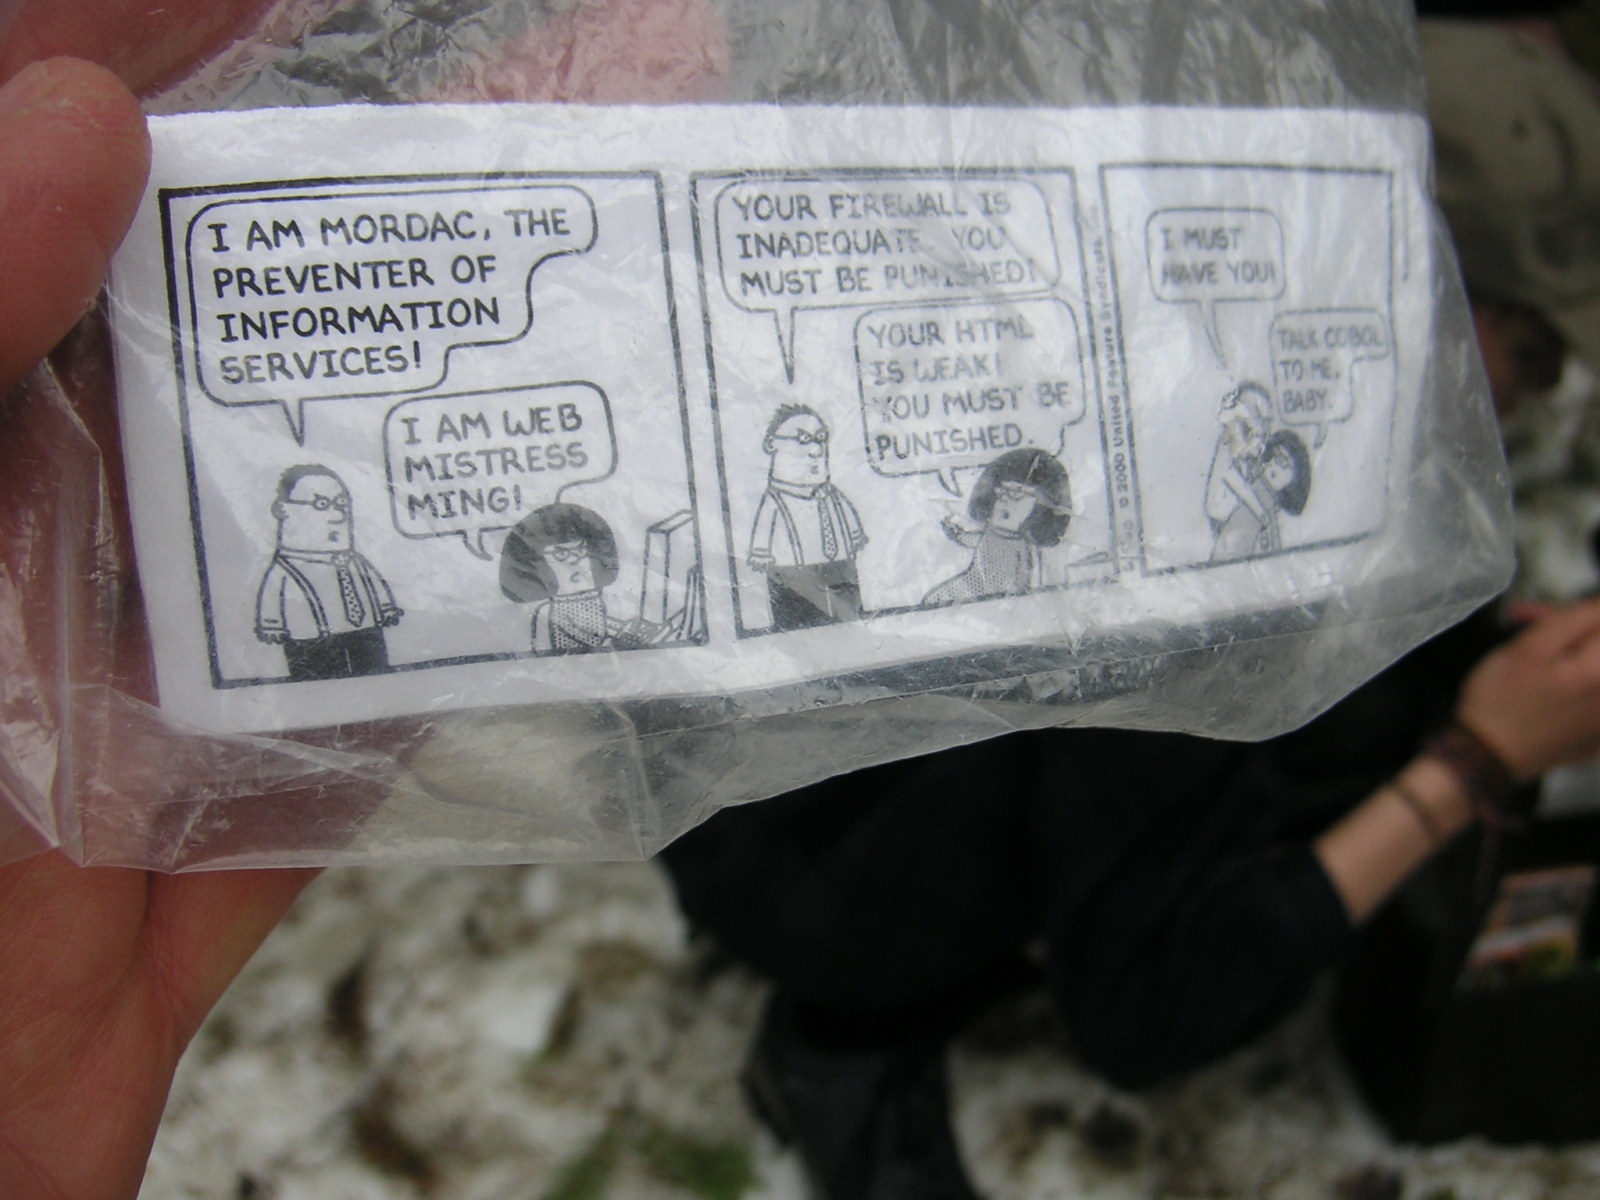 I AM MORDAC, THE
PREVENTER OF
INFORMATION
SERVICES!
I AM WEB
MISTRESS
MING!
YOUR FIREWALL IS
INADEQUATE. YOU
MUST BE PUNISHED!
YOUR HTML
IS WEAK!
YOU MUST BE
PUNISHED.
© 2000 United Feature Syndicate, Inc.
I MUST
HAVE YOU!
TALK COBOL
TO ME,
BABY.